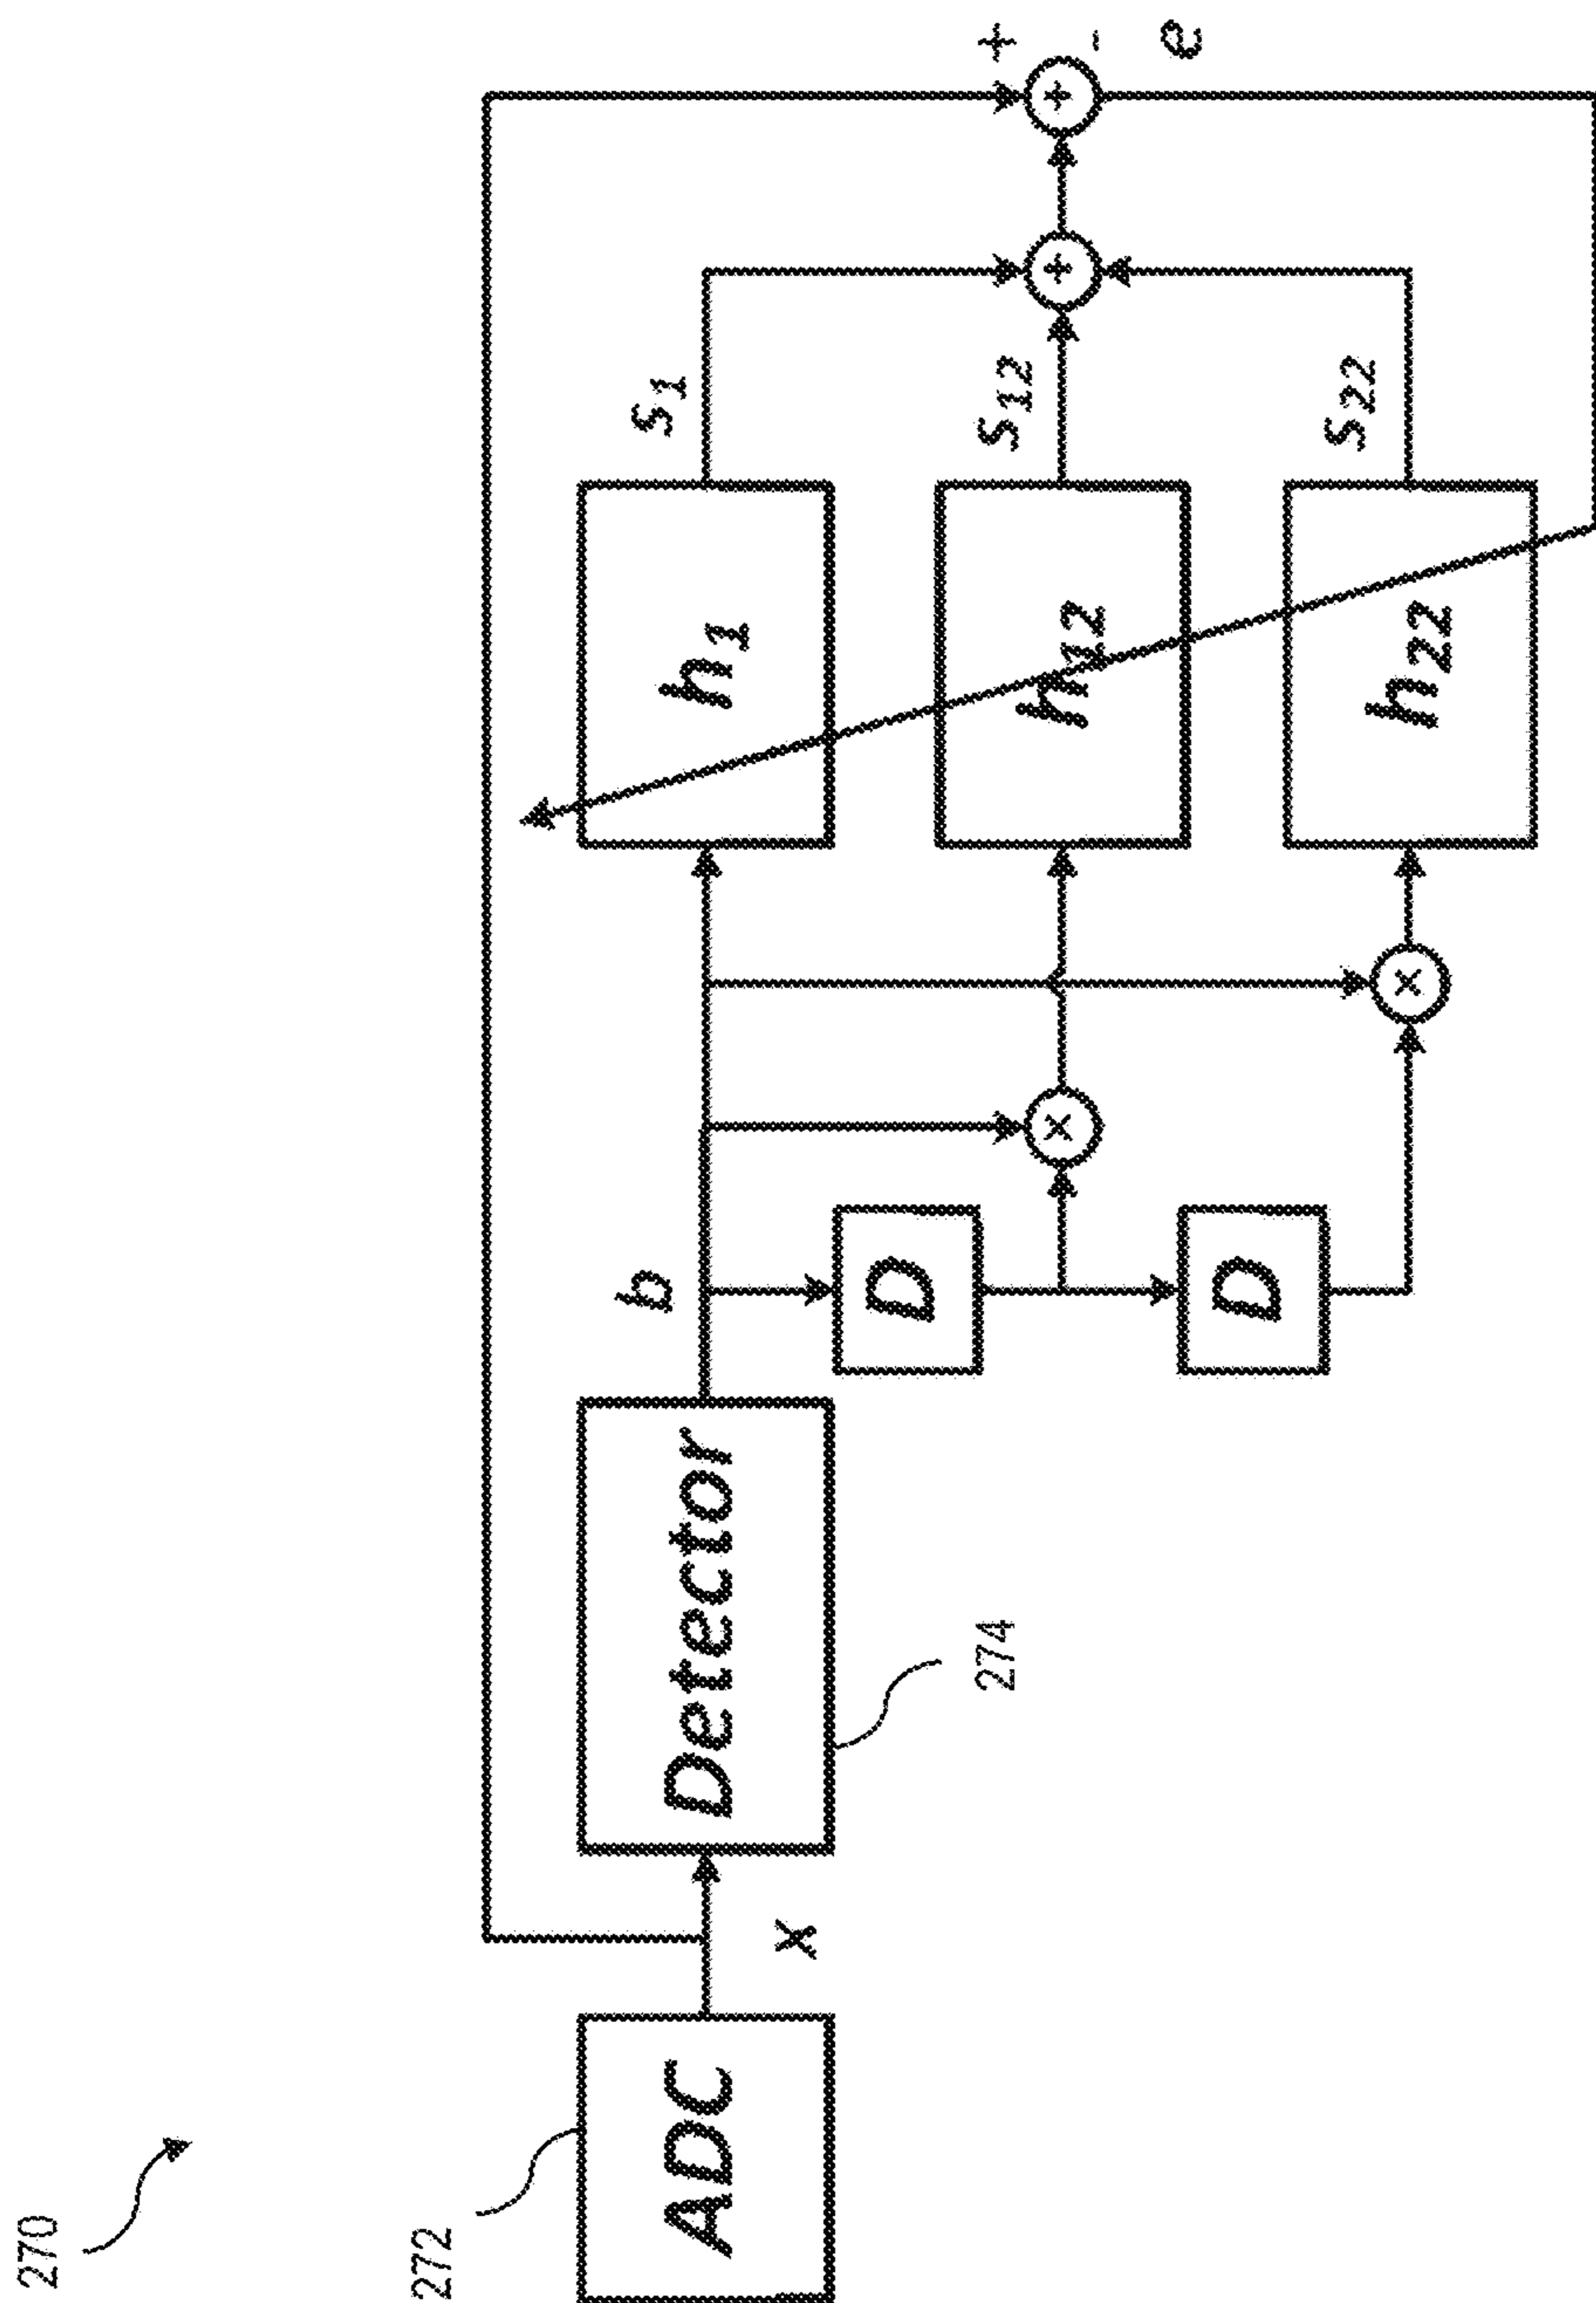 270
272
ADC
x
Detector
274
b
D
D
×
×
h1
h12
h22
s1
s12
s22
+
+
+
-
e